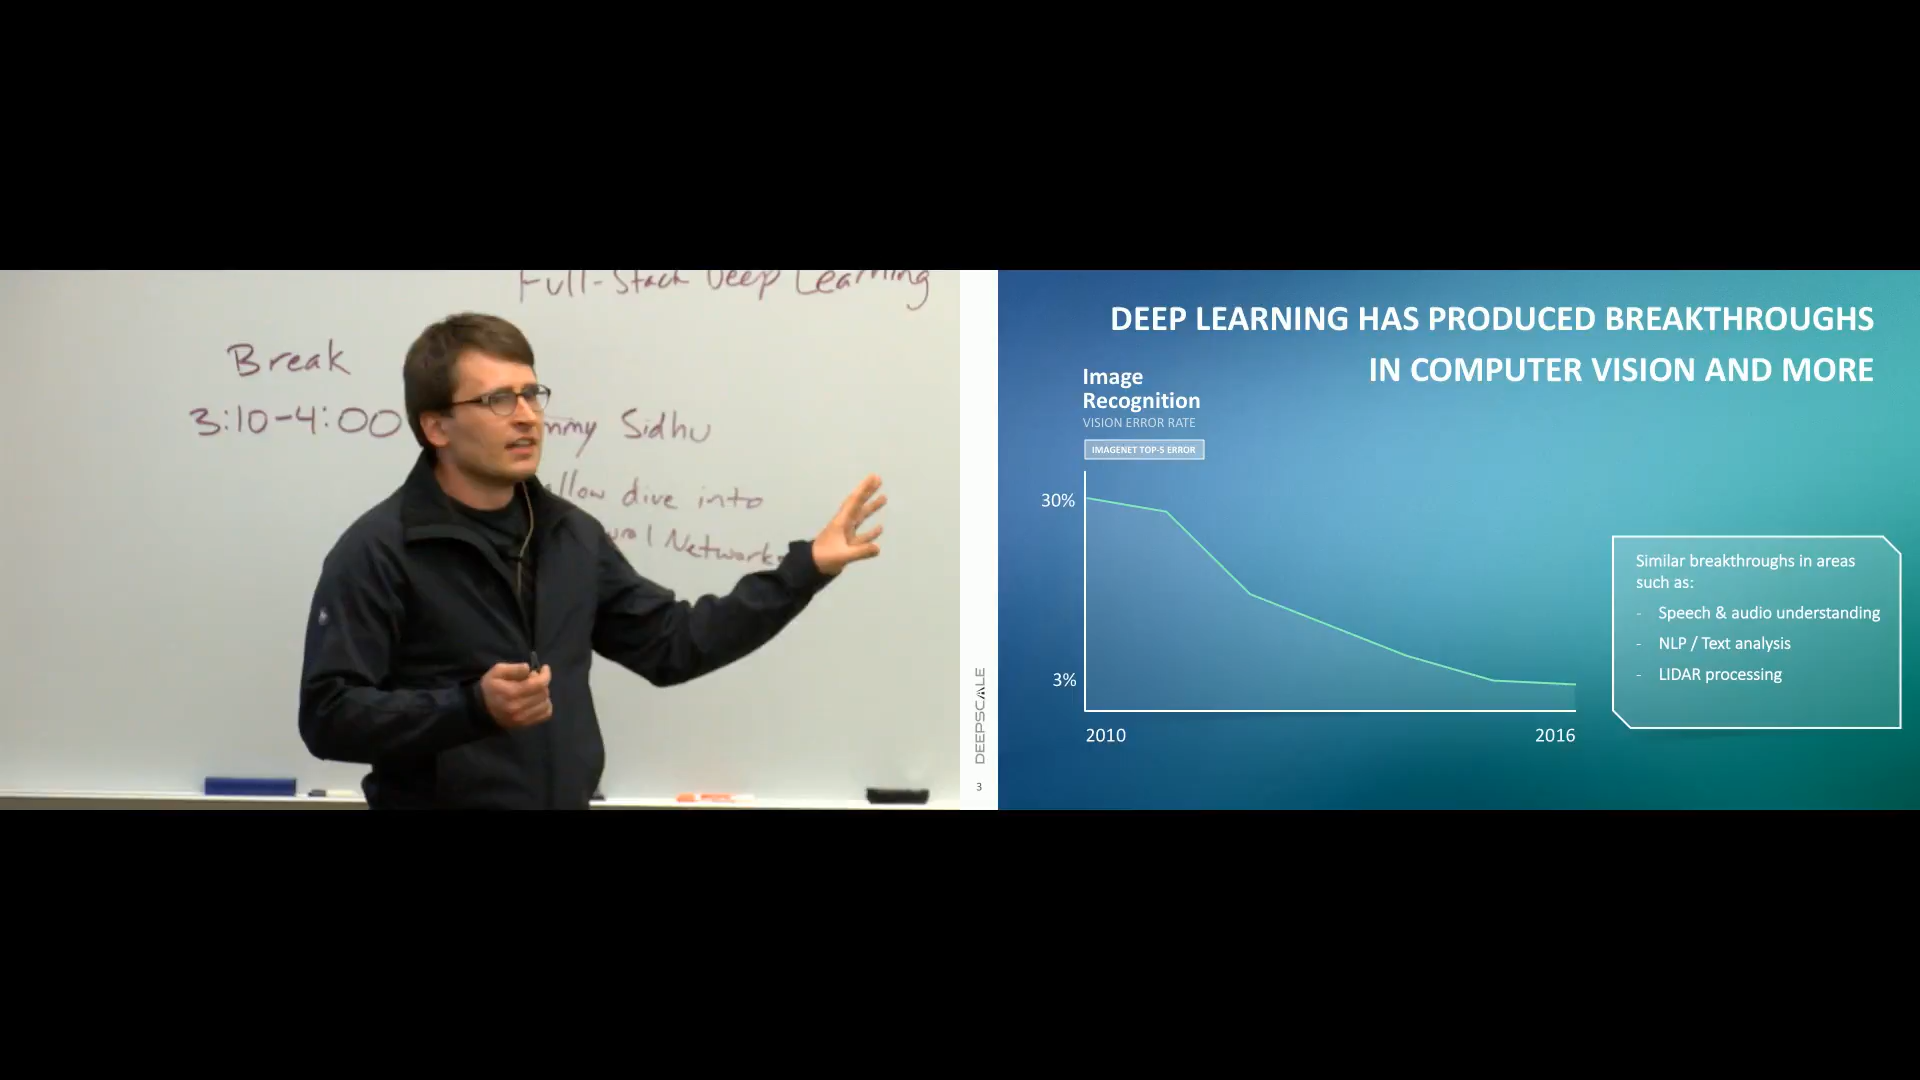 Full-Stack Deep Learning
Break
3:10-4:00
Sidhu
dive into
Networks
DEEPSCALE
3
DEEP LEARNING HAS PRODUCED BREAKTHROUGHS
IN COMPUTER VISION AND MORE
Image
Recognition
VISION ERROR RATE
IMAGENET TOP-5 ERROR
30%
3%
2010
2016
Similar breakthroughs in areas
such as:
- Speech & audio understanding
- NLP / Text analysis
- LIDAR processing